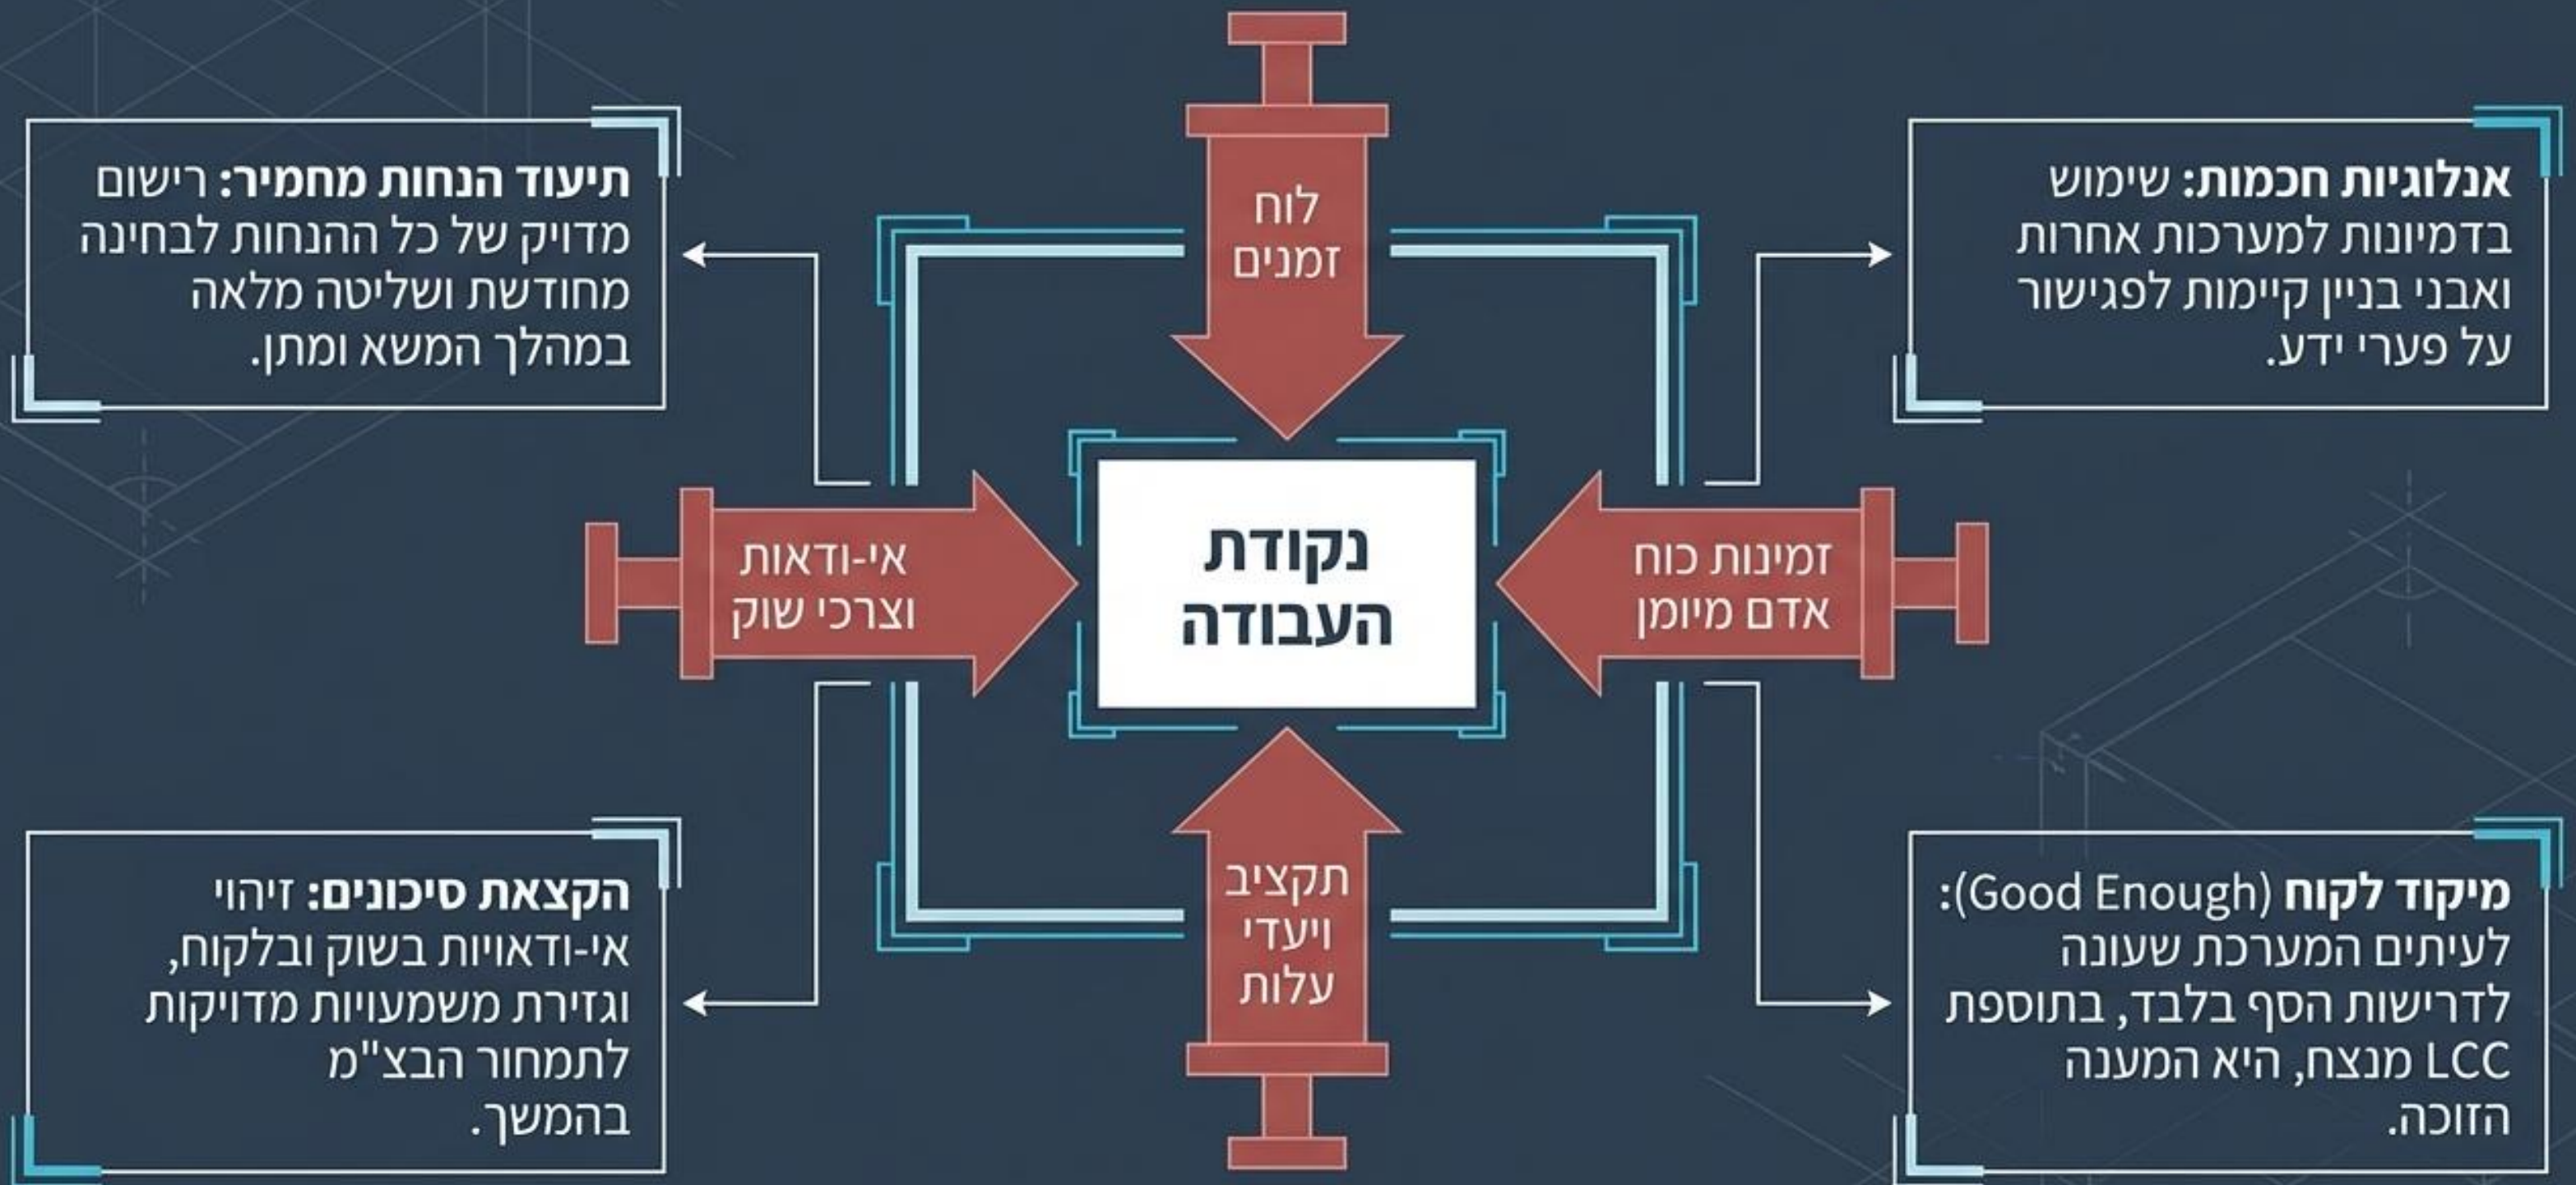 לוח
זמנים
אנלוגיות חכמות: שימוש
בדמיונות למערכות אחרות
ואבני בניין קיימות לפגישור
על פערי ידע.
תיעוד הנחות מחמיר: רישום
מדויק של כל ההנחות לבחינה
מחודשת ושליטה מלאה
במהלך המשא ומתן.
זמינות כוח
אדם מיומן
נקודת
העבודה
אי-ודאות
וצרכי שוק
תקציב
ויעדי
עלות
מיקוד לקוח (Good Enough):
לעיתים המערכת שעונה
לדרישות הסף בלבד, בתוספת
LCC מנצח, היא המענה
הזוכה.
הקצאת סיכונים: זיהוי
אי-ודאויות בשוק ובלקוח,
וגזירת משמעויות מדויקות
לתמחור הבצ"מ
בהמשך.